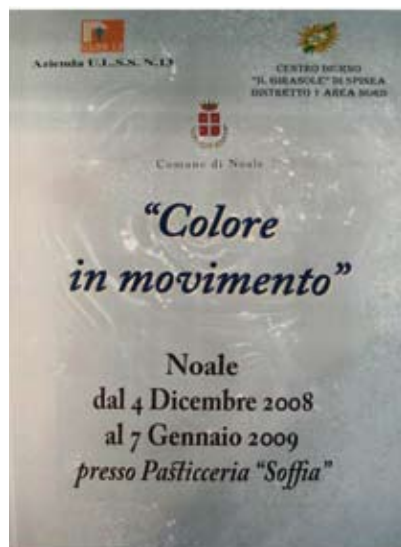 Azienda U.L.S.S. N.13
CENTRO DIURNO
"IL GIRASOLE" DI SPINEA
DISTRETTO 1 AREA NORD
Comune di Noale
“Colore
in movimento”
Noale
dal 4 Dicembre 2008
al 7 Gennaio 2009
presso Pasticceria “Soffia”